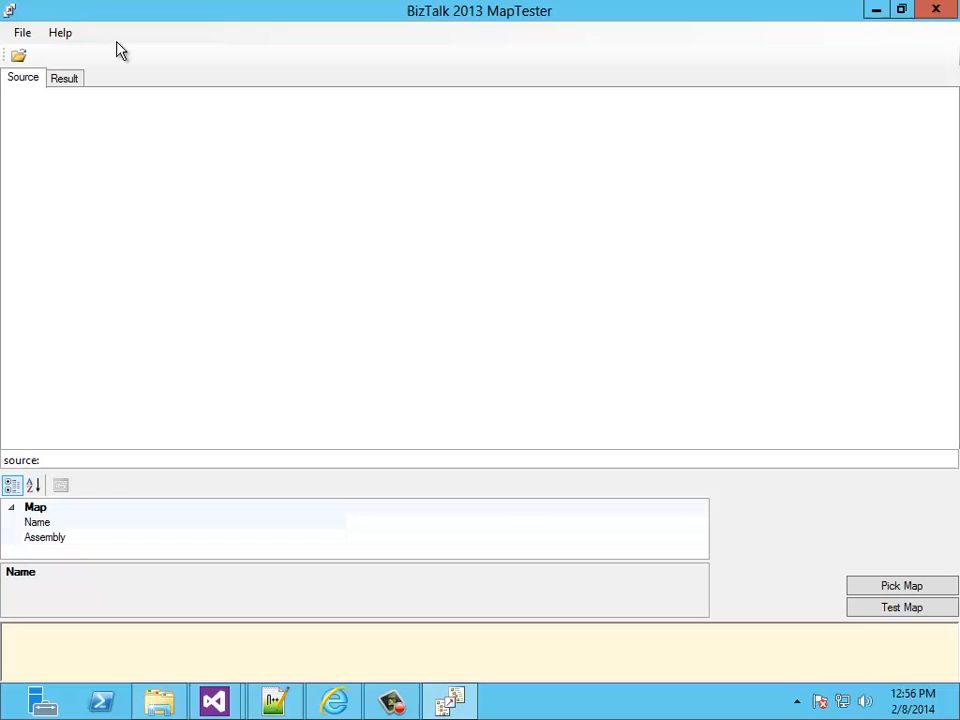 BizTalk 2013 MapTester
File Help
Source Result
source:
Map
Name
Assembly
Name
Pick Map
Test Map
12:56 PM
2/8/2014